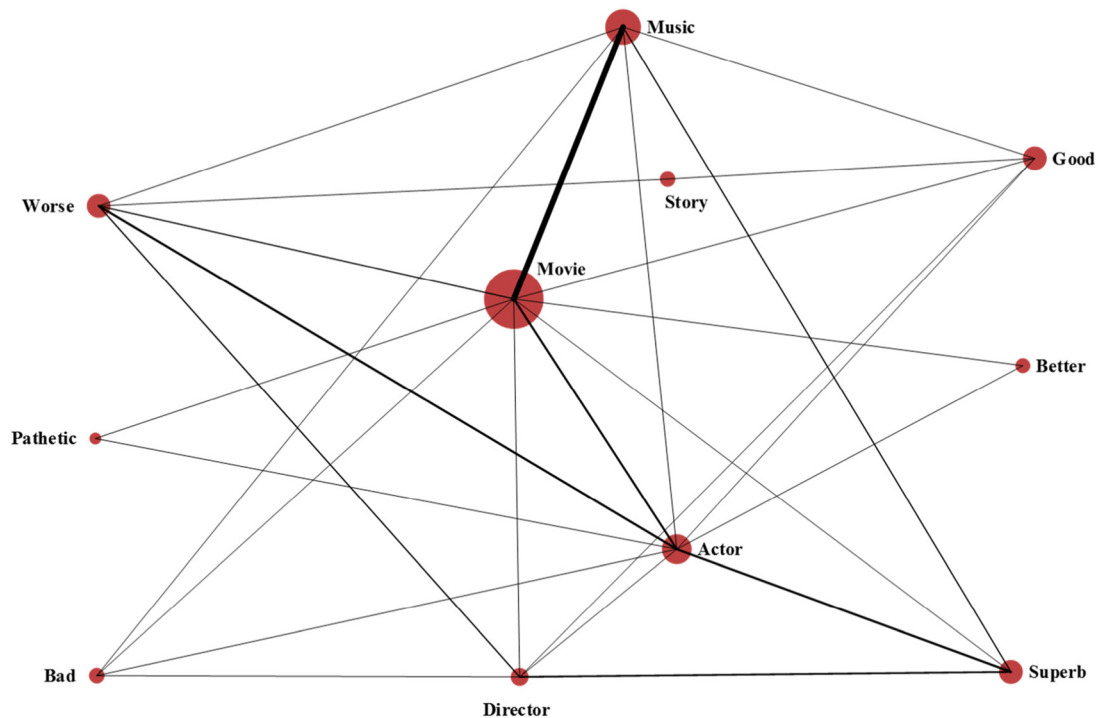 Music
Good
Worse
Story
Movie
Better
Pathetic
Actor
Bad
Superb
Director